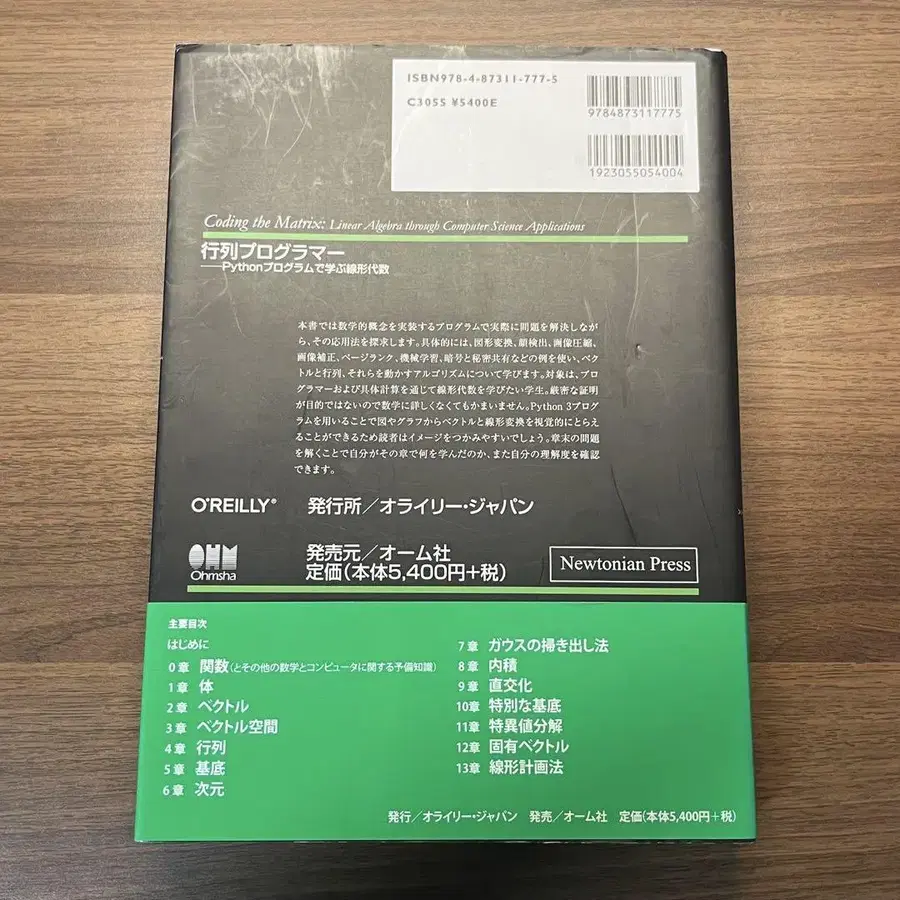 ISBN978-4-87311-777-5
C3055 ¥5400E
9784873117775
1923055054004
Coding the Matrix: Linear Algebra through Computer Science Applications
行列プログラマー
――Pythonプログラムで学ぶ線形代数
本書では数学的概念を実装するプログラムで実際に問題を解決しなが
ら、その応用法を探求します。具体的には、図形変換、顔検出、画像圧縮、
画像補正、ページランク、機械学習、暗号と秘密共有などの例を使い、ベク
トルと行列、それらを動かすアルゴリズムについて学びます。対象は、プロ
グラマーおよび具体計算を通じて線形代数を学びたい学生。厳密な証明
が目的ではないので数学に詳しくなくてもかまいません。Python 3プログ
ラムを用いることで図やグラフからベクトルと線形変換を視覚的にとらえ
ることができるため読者はイメージをつかみやすいでしょう。章末の問題
を解くことで自分がその章で何を学んだのか、また自分の理解度を確認
できます。
O'REILLY® 発行所／オライリー・ジャパン
OHM
Ohmsha
発売元／オーム社
定価(本体5,400円+税)
Newtonian Press
主要目次
はじめに
0章 関数(とその他の数学とコンピュータに関する予備知識)
1章 体
2章 ベクトル
3章 ベクトル空間
4章 行列
5章 基底
6章 次元
7章 ガウスの掃き出し法
8章 内積
9章 直交化
10章 特別な基底
11章 特異値分解
12章 固有ベクトル
13章 線形計画法
発行／オライリー・ジャパン 発売／オーム社 定価(本体5,400円+税)